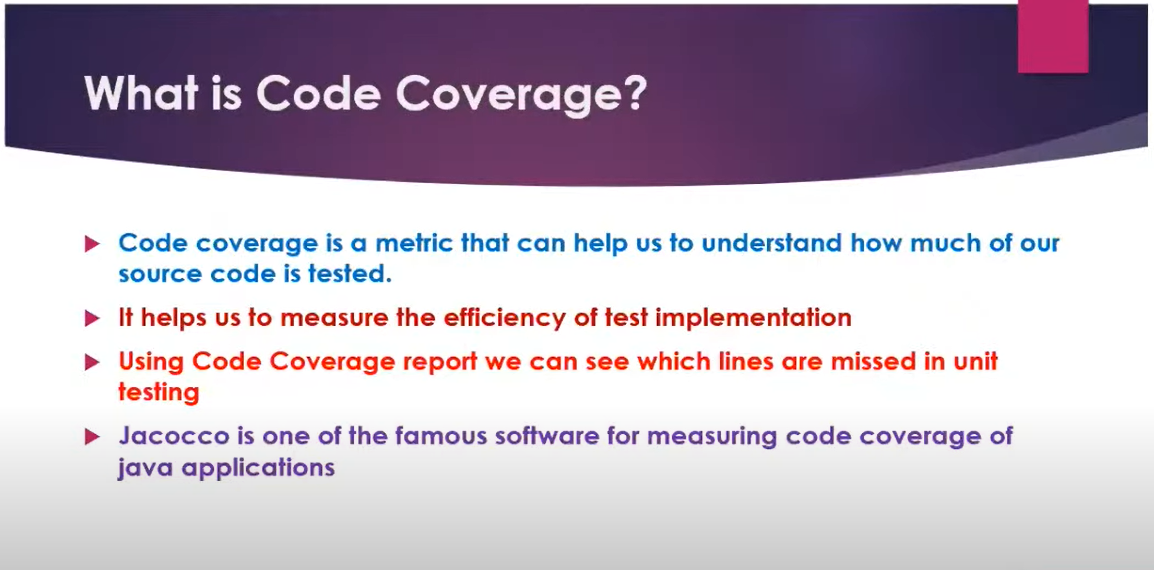 What is Code Coverage?
Code coverage is a metric that can help us to understand how much of our
source code is tested.
It helps us to measure the efficiency of test implementation
Using Code Coverage report we can see which lines are missed in unit
testing
Jacocco is one of the famous software for measuring code coverage of
java applications